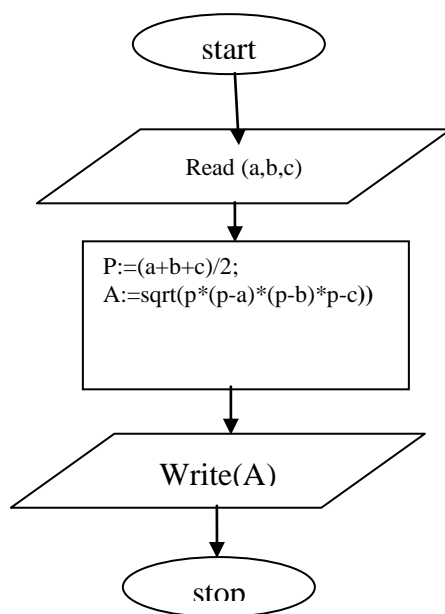 start
Read (a,b,c)
P:=(a+b+c)/2;
A:=sqrt(p*(p-a)*(p-b)*p-c))
Write(A)
stop